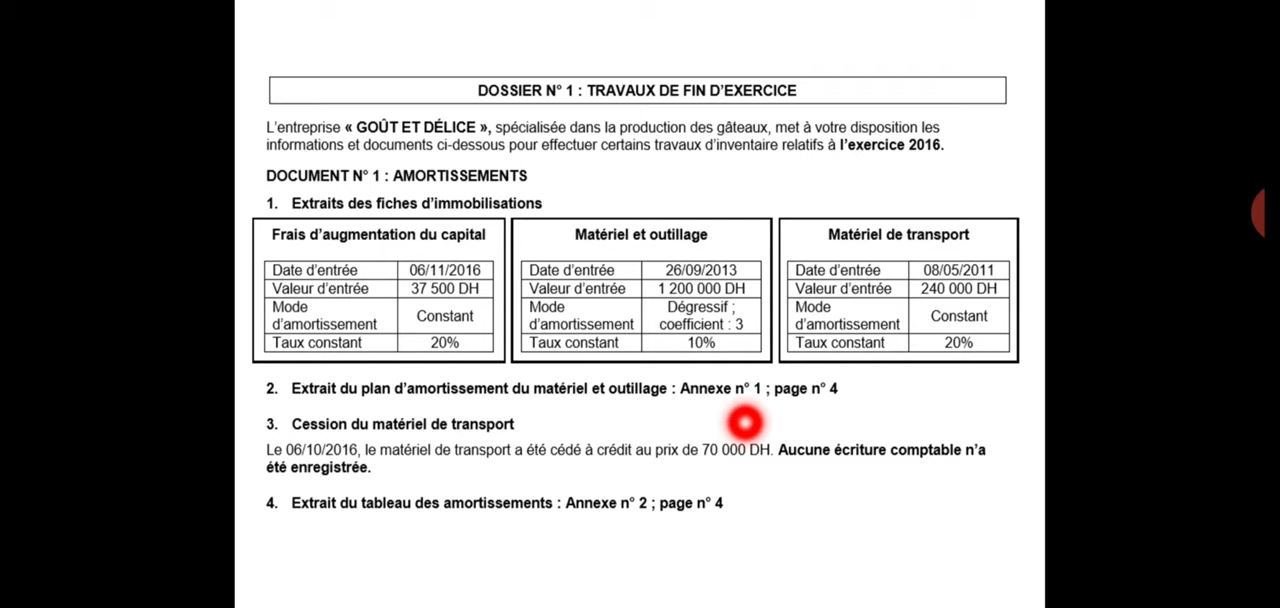 DOSSIER N° 1 : TRAVAUX DE FIN D'EXERCICE
L'entreprise « GOÛT ET DÉLICE », spécialisée dans la production des gâteaux, met à votre disposition les
informations et documents ci-dessous pour effectuer certains travaux d'inventaire relatifs à l'exercice 2016.
DOCUMENT N° 1 : AMORTISSEMENTS
1. Extraits des fiches d'immobilisations
Frais d'augmentation du capital
Date d'entrée 06/11/2016
Valeur d'entrée 37 500 DH
Mode
d'amortissement Constant
Taux constant 20%
Matériel et outillage
Date d'entrée 26/09/2013
Valeur d'entrée 1 200 000 DH
Mode Dégressif ;
d'amortissement coefficient : 3
Taux constant 10%
Matériel de transport
Date d'entrée 08/05/2011
Valeur d'entrée 240 000 DH
Mode
d'amortissement Constant
Taux constant 20%
2. Extrait du plan d'amortissement du matériel et outillage : Annexe n° 1 ; page n° 4
3. Cession du matériel de transport
Le 06/10/2016, le matériel de transport a été cédé à crédit au prix de 70 000 DH. Aucune écriture comptable n'a
été enregistrée.
4. Extrait du tableau des amortissements : Annexe n° 2 ; page n° 4